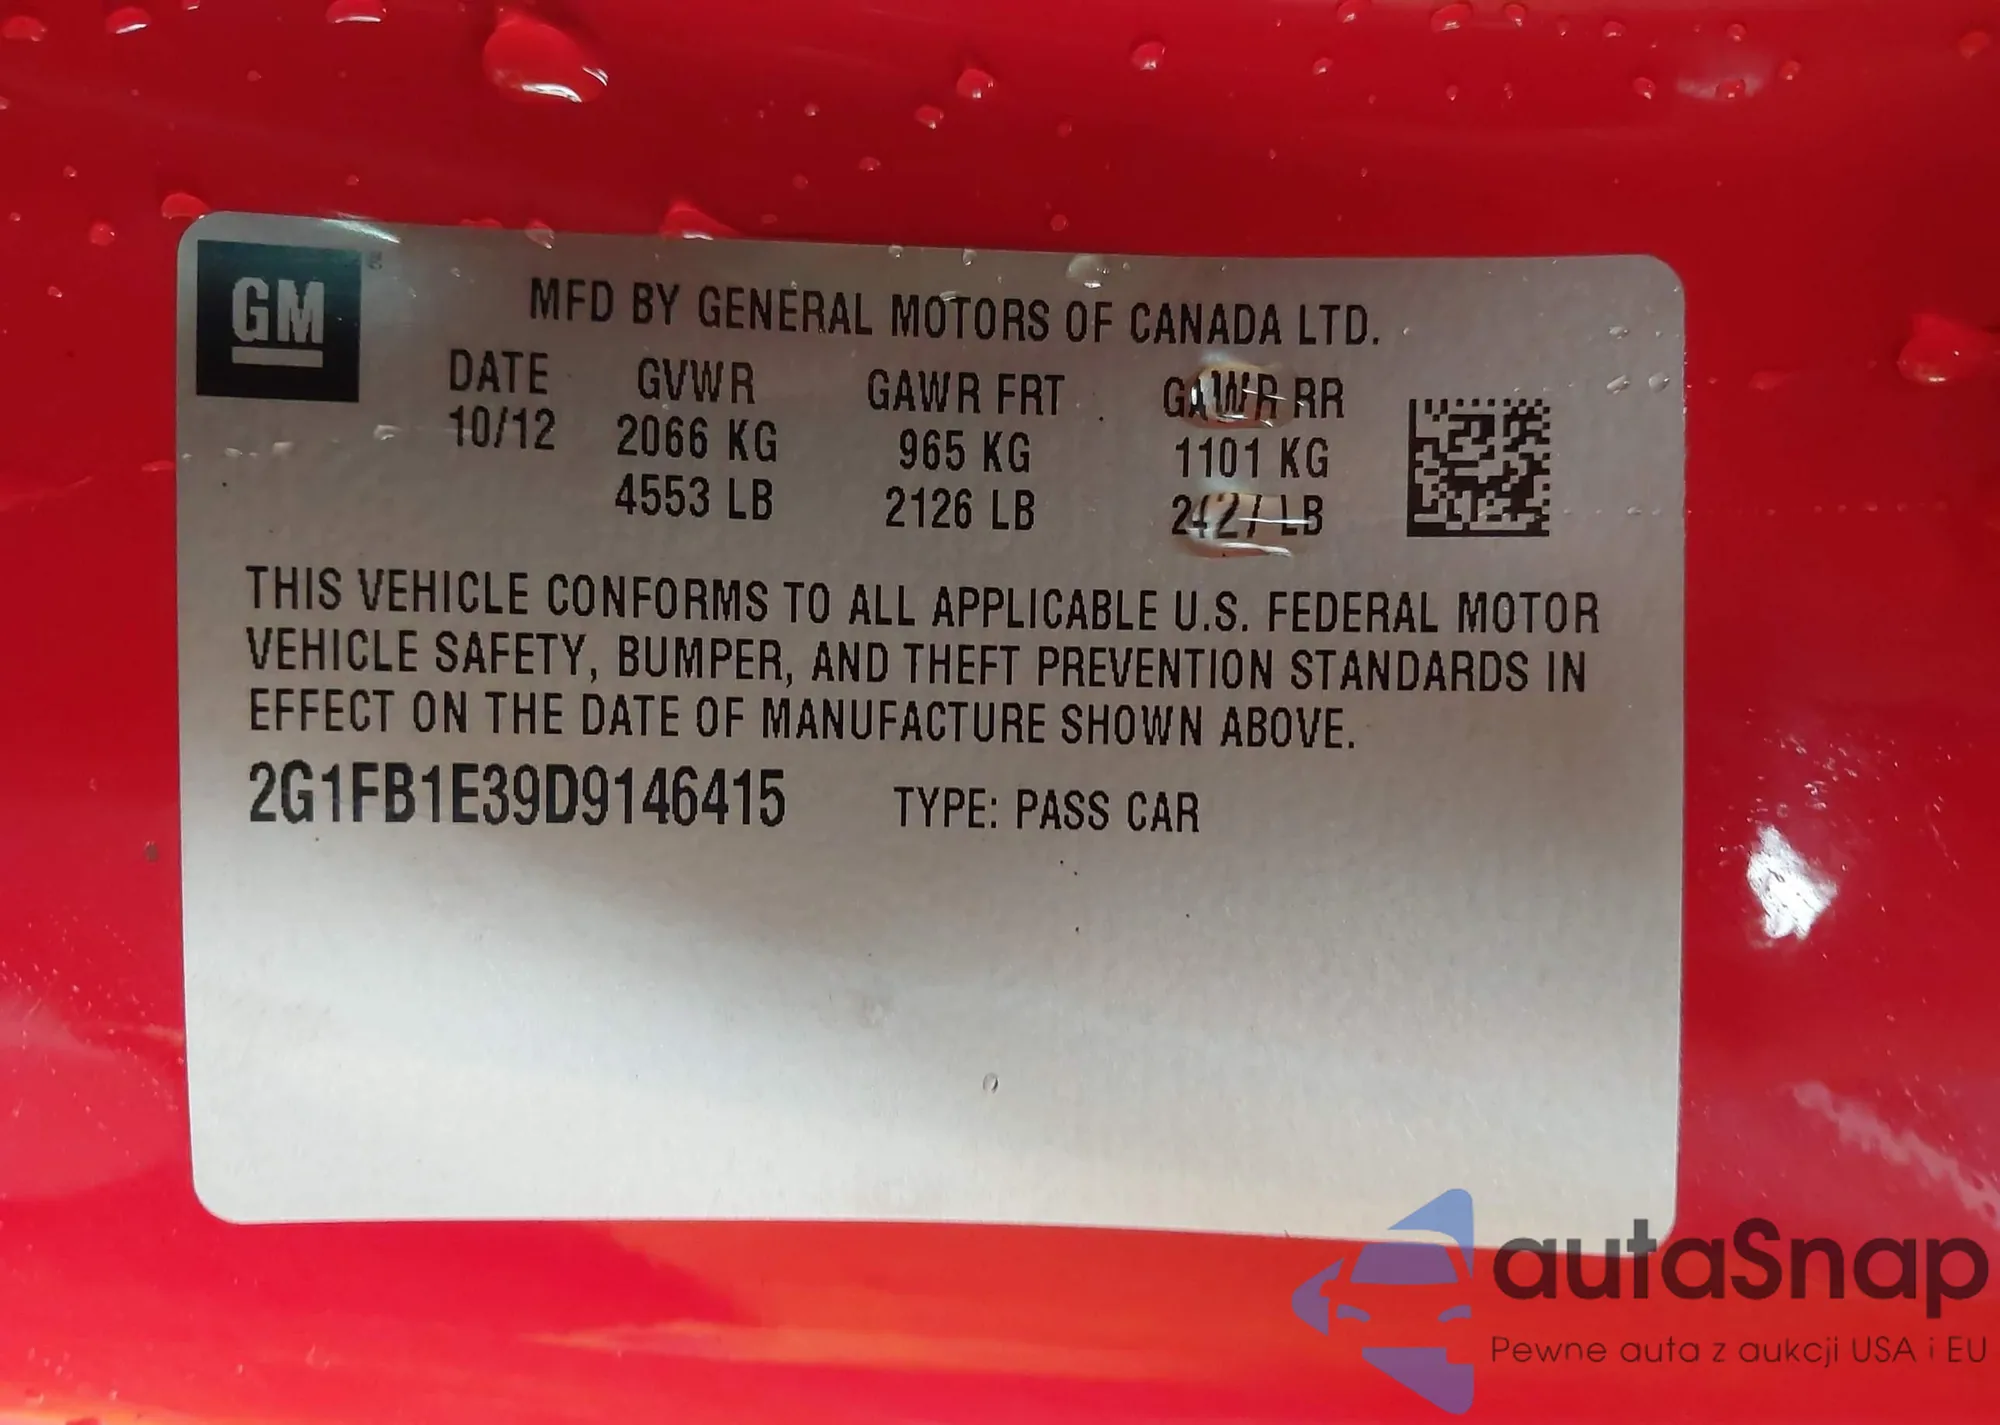 GM
MFD BY GENERAL MOTORS OF CANADA LTD.
DATE GVWR GAWR FRT GAWR RR
10/12 2066 KG 965 KG 1101 KG
4553 LB 2126 LB 2427 LB
THIS VEHICLE CONFORMS TO ALL APPLICABLE U.S. FEDERAL MOTOR
VEHICLE SAFETY, BUMPER, AND THEFT PREVENTION STANDARDS IN
EFFECT ON THE DATE OF MANUFACTURE SHOWN ABOVE.
2G1FB1E39D9146415 TYPE: PASS CAR
autaSnap
Pewne auta z aukcji USA i EU